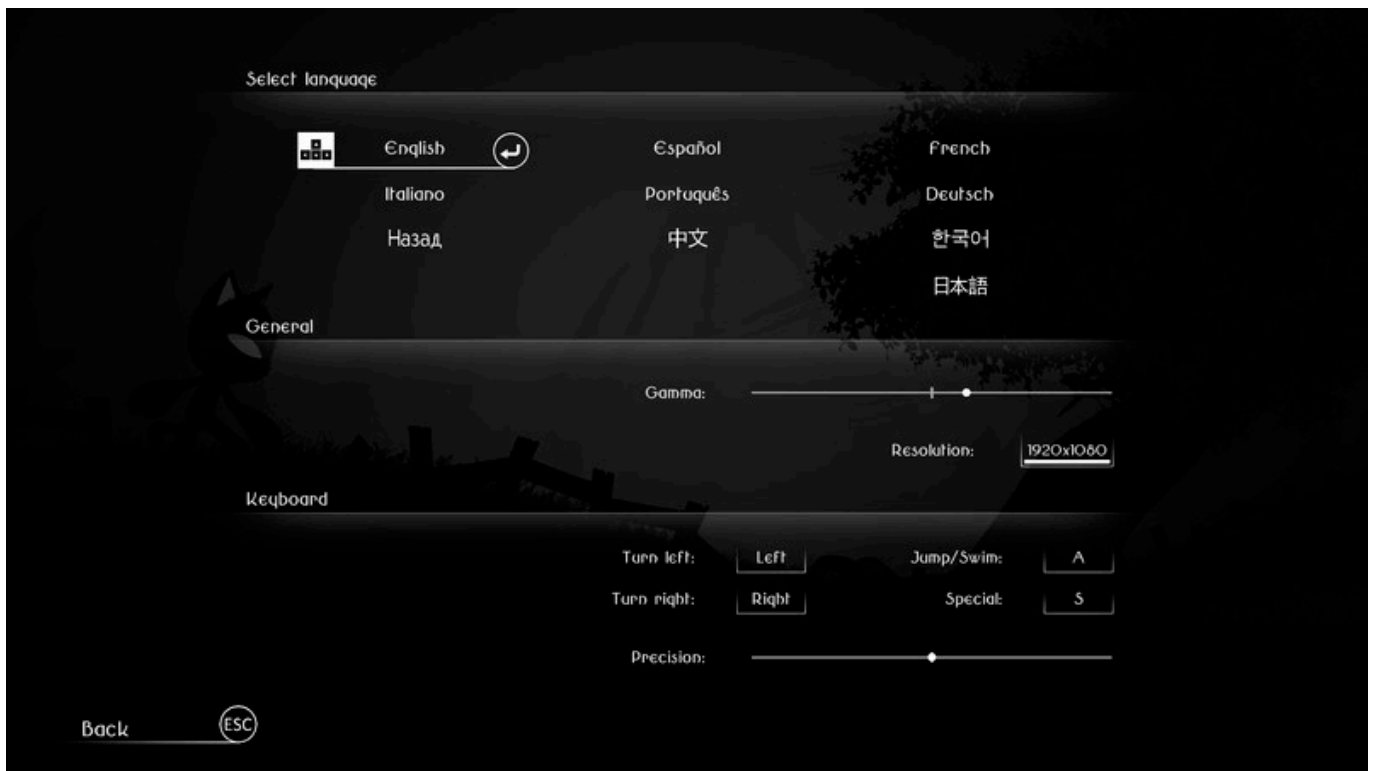 Select language
English Español French
Italiano Português Deutsch
Назад 中文 한국어
日本語
General
Gamma:
Resolution: 1920x1080
Keyboard
Turn left: Left Jump/Swim: A
Turn right: Right Special: S
Precision:
Back ESC